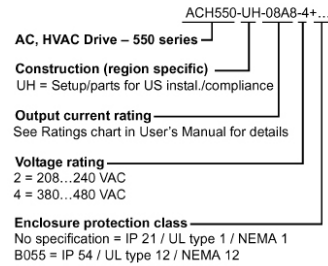 ACH550-UH-08A8-4+...
AC, HVAC Drive – 550 series
Construction (region specific)
UH = Setup/parts for US instal./compliance
Output current rating
See Ratings chart in User's Manual for details
Voltage rating
2 = 208...240 VAC
4 = 380...480 VAC
Enclosure protection class
No specification = IP 21 / UL type 1 / NEMA 1
B055 = IP 54 / UL type 12 / NEMA 12